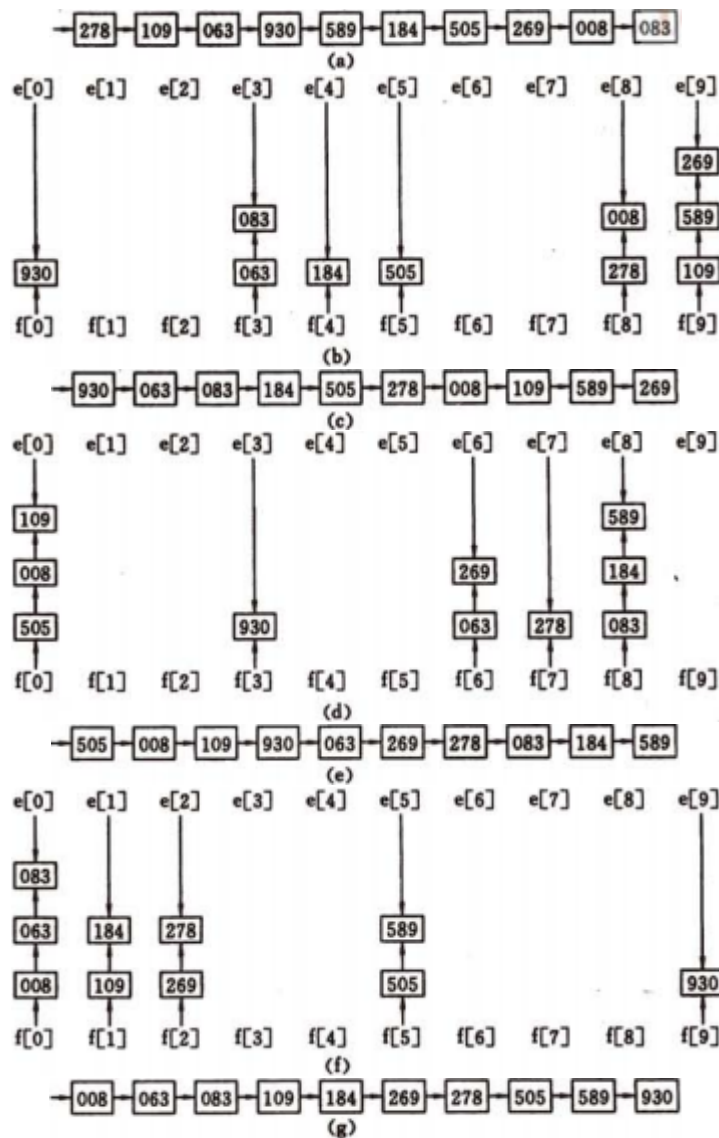 278 109 063 930 589 184 505 269 008 083
(a)
e[0] e[1] e[2] e[3] e[4] e[5] e[6] e[7] e[8] e[9]
269
083 008 589
930 063 184 505 278 109
f[0] f[1] f[2] f[3] f[4] f[5] f[6] f[7] f[8] f[9]
(b)
930 063 083 184 505 278 008 109 589 269
(c)
e[0] e[1] e[2] e[3] e[4] e[5] e[6] e[7] e[8] e[9]
109 589
008 269 184
505 930 063 278 083
f[0] f[1] f[2] f[3] f[4] f[5] f[6] f[7] f[8] f[9]
(d)
505 008 109 930 063 269 278 083 184 589
(e)
e[0] e[1] e[2] e[3] e[4] e[5] e[6] e[7] e[8] e[9]
083
063 184 278 589
008 109 269 505 930
f[0] f[1] f[2] f[3] f[4] f[5] f[6] f[7] f[8] f[9]
(f)
008 063 083 109 184 269 278 505 589 930
(g)